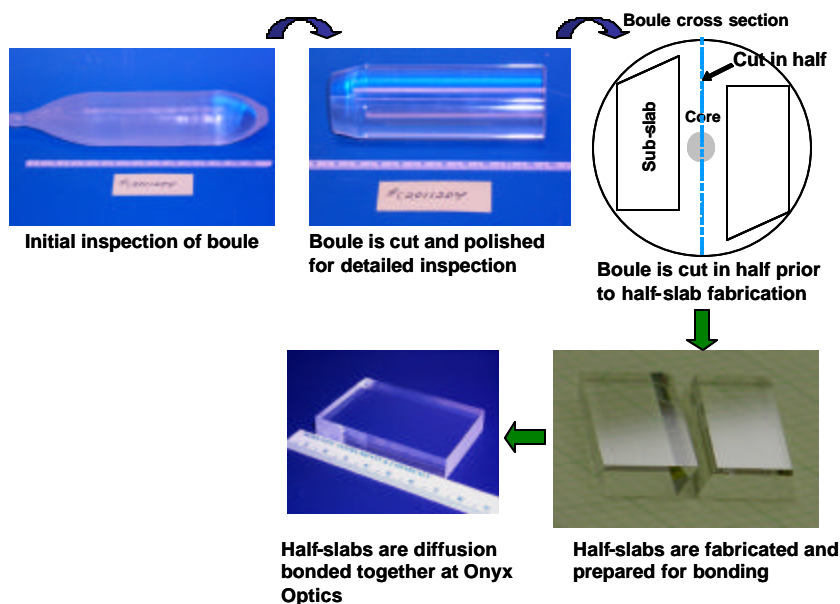 Boule cross section
Cut in half
Core
Sub-slab
Initial inspection of boule
Boule is cut and polished
for detailed inspection
Boule is cut in half prior
to half-slab fabrication
Half-slabs are diffusion
bonded together at Onyx
Optics
Half-slabs are fabricated and
prepared for bonding